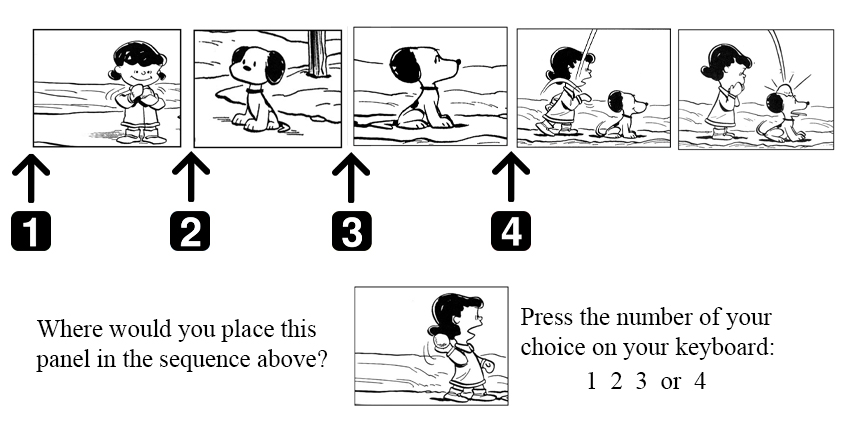 1
2
3
4
Where would you place this
panel in the sequence above?
Press the number of your
choice on your keyboard:
1 2 3 or 4